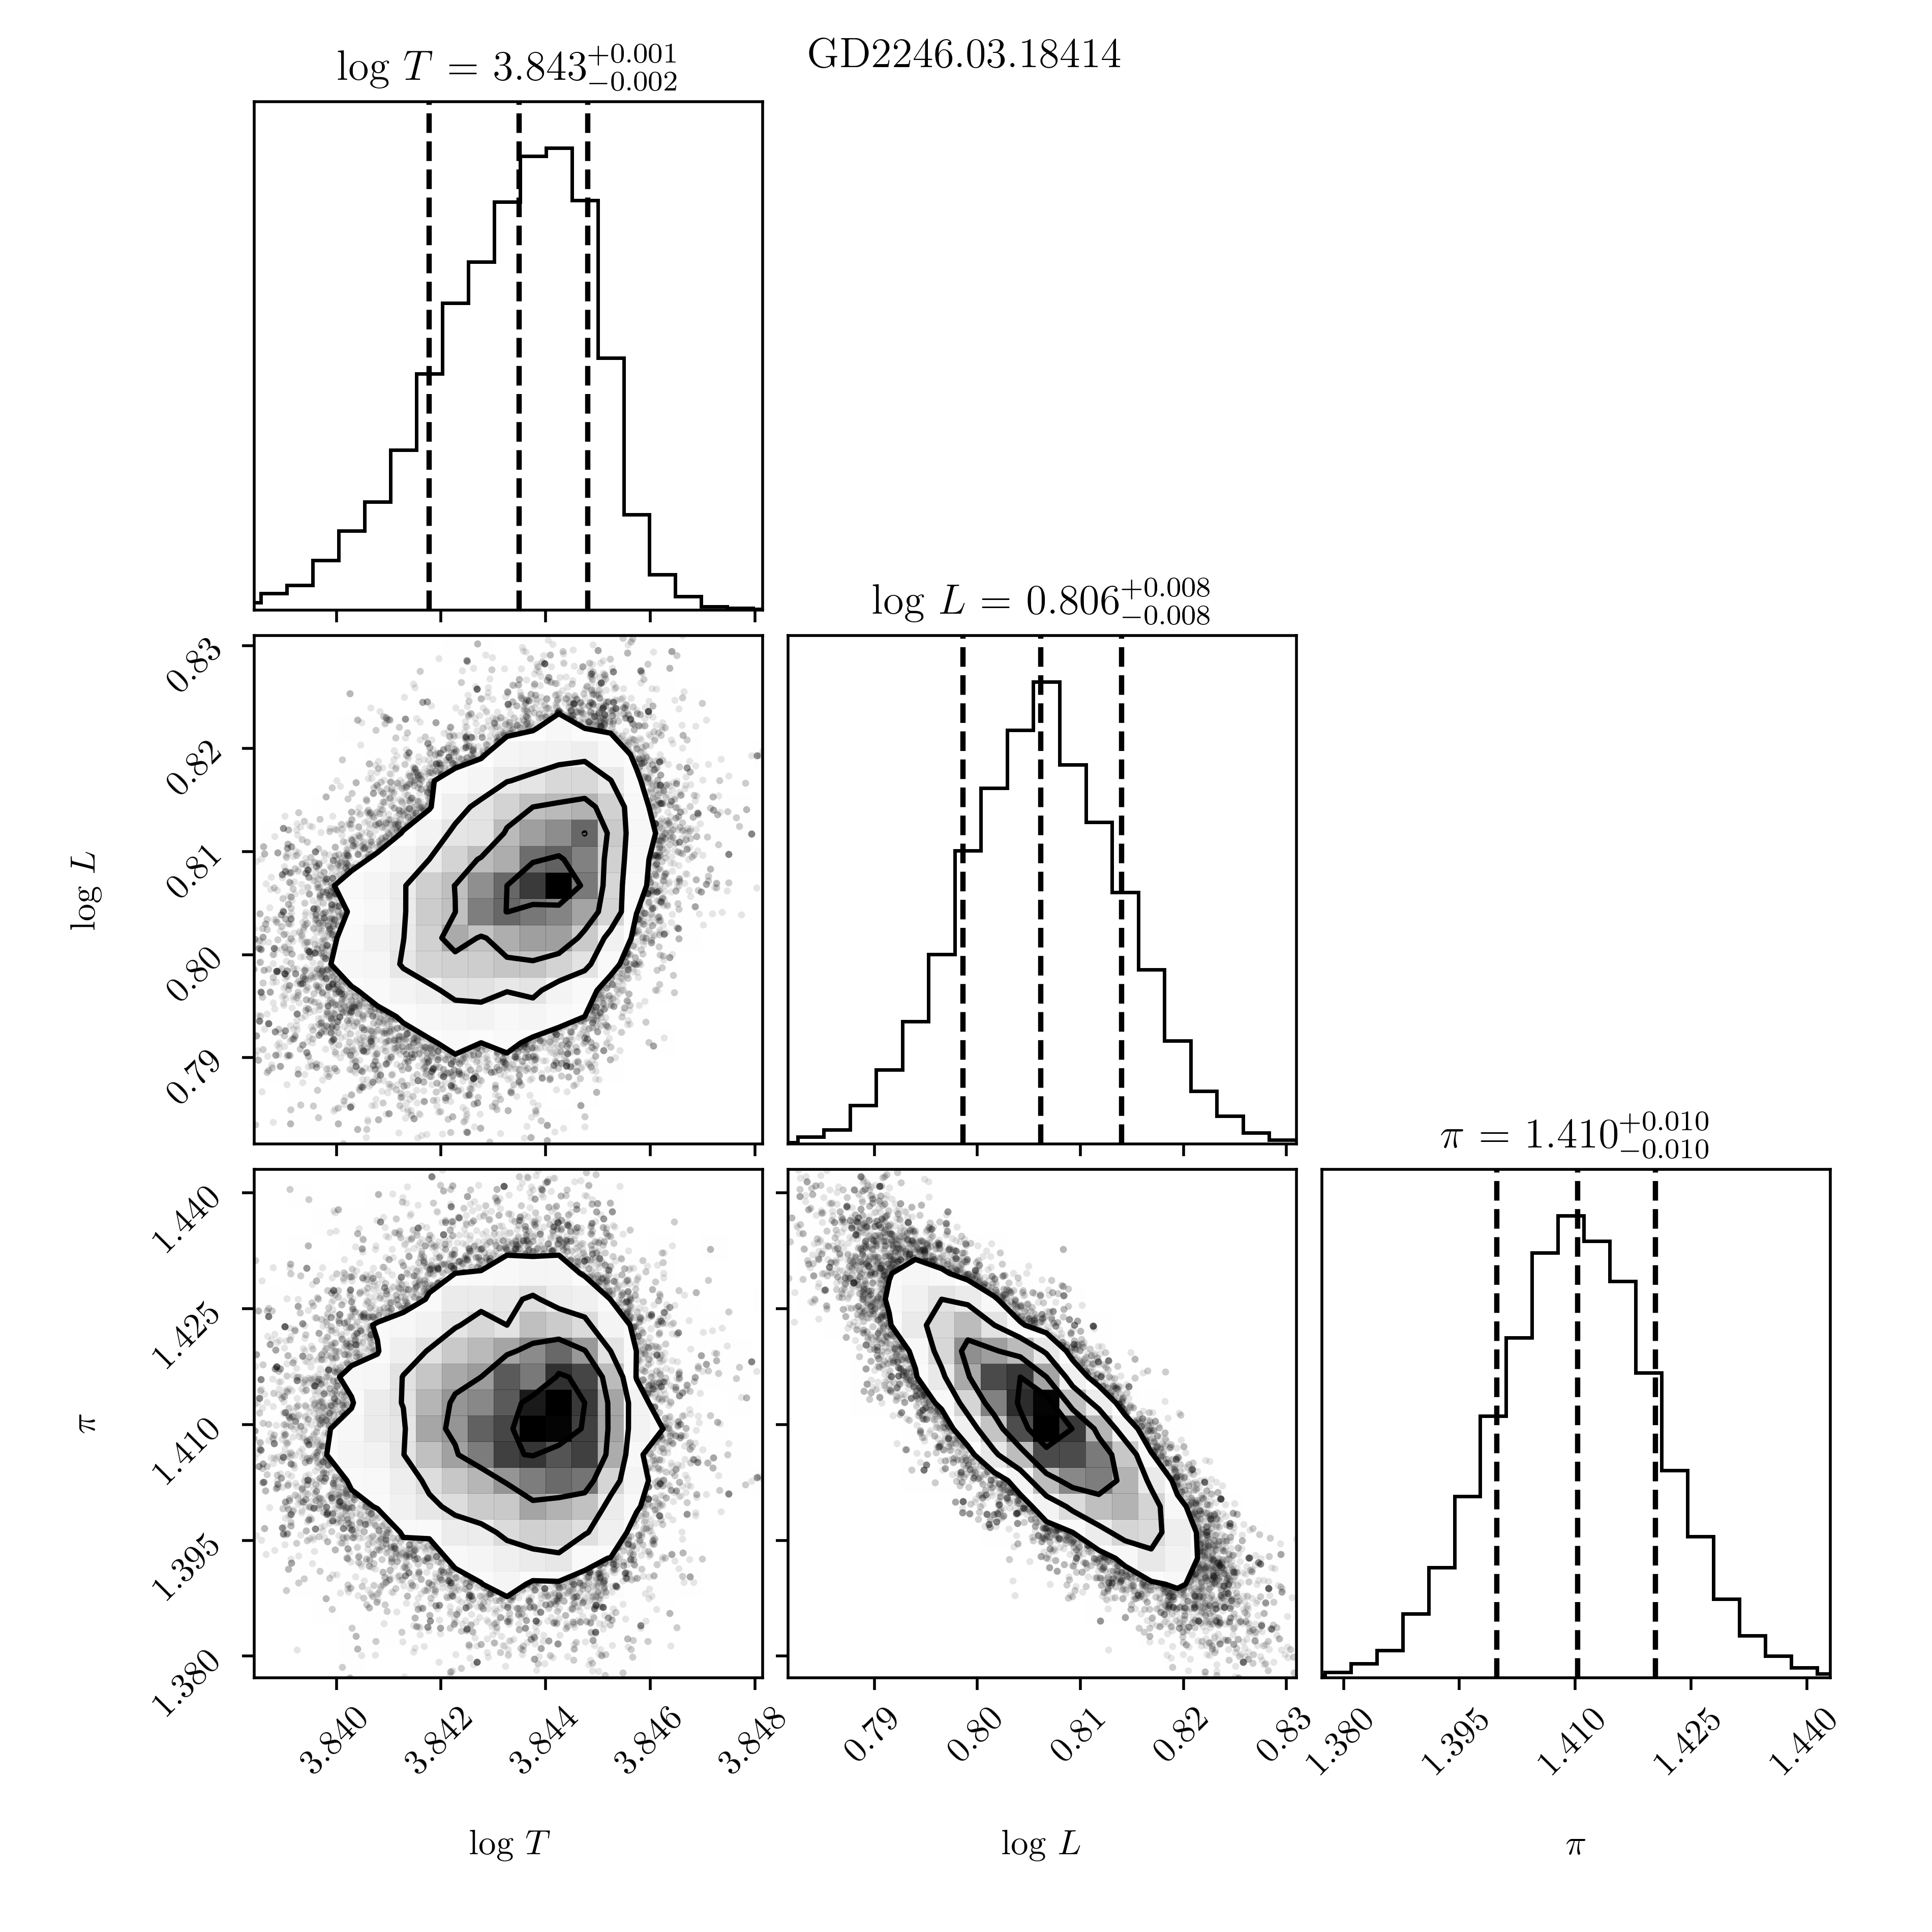 GD2246.03.18414
log T = 3.843+0.001 −0.002
log L = 0.806+0.008 −0.008
0.83
0.82
0.81
0.80
0.79
log L
π = 1.410+0.010 −0.010
1.440
1.425
1.410
1.395
1.380
π
3.840 3.842 3.844 3.846 3.848
0.79 0.80 0.81 0.82 0.83
1.380 1.395 1.410 1.425 1.440
log T
log L
π